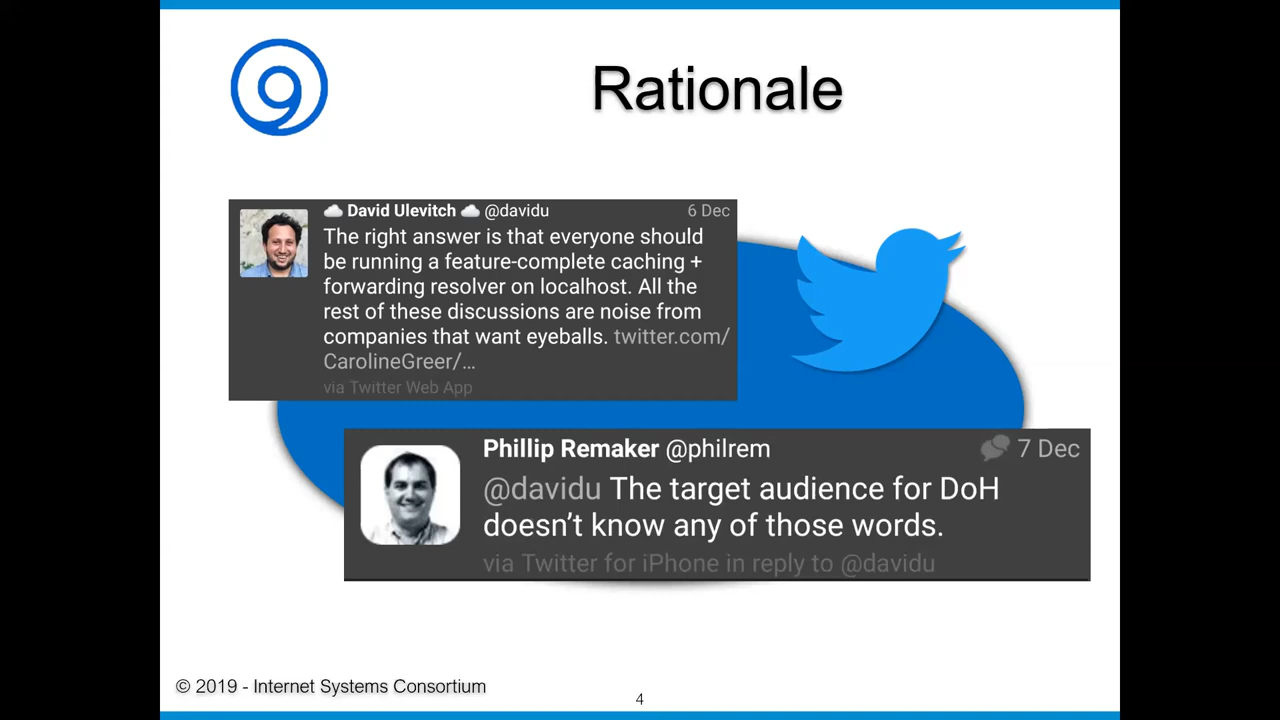 9
Rationale
David Ulevitch @davidu 6 Dec
The right answer is that everyone should
be running a feature-complete caching +
forwarding resolver on localhost. All the
rest of these discussions are noise from
companies that want eyeballs. twitter.com/
CarolineGreer/…
via Twitter Web App
Phillip Remaker @philrem 7 Dec
@davidu The target audience for DoH
doesn’t know any of those words.
via Twitter for iPhone in reply to @davidu
© 2019 - Internet Systems Consortium
4